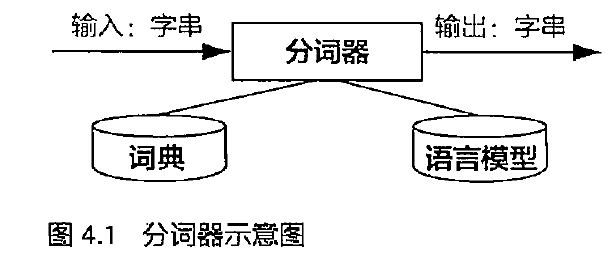 输入：字串
分词器
输出：字串
词典
语言模型
图 4.1 分词器示意图